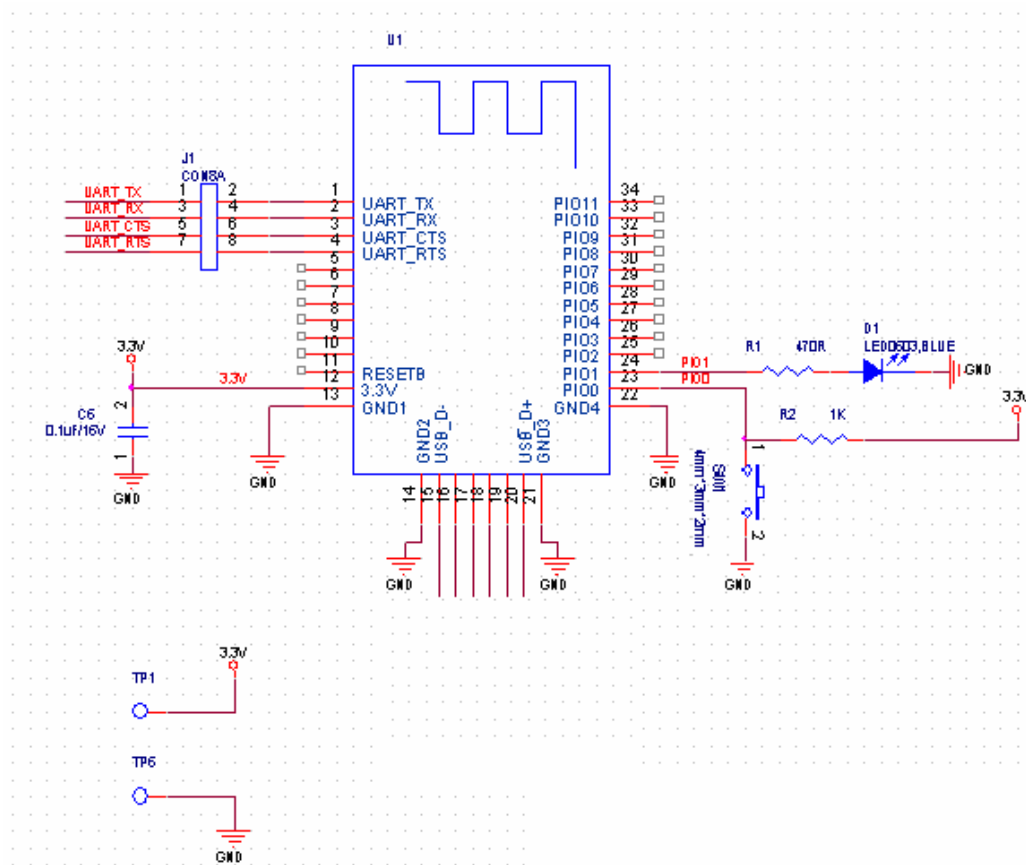 U1
J1
CON8A
UART_TX 1 2
UART_RX 3 4
UART_CTS 5 6
UART_RTS 7 8
1 UART_TX
2 UART_RX
3 UART_CTS
4 UART_RTS
5
6
7
8
9
10
11 RESETB
12 3.3V
13 GND1
34 PIO11
33 PIO10
32 PIO9
31 PIO8
30 PIO7
29 PIO6
28 PIO5
27 PIO4
26 PIO3
25 PIO2
24 PIO1
23 PIO0
22 GND4
GND2
USB_D-
USB_D+
GND3
14 15 16 17 18 19 20 21
3.3V
3.3V
2
C6
0.1uf/16V
1
GND
GND
GND
GND
GND
PIO1
PIO0
R1 470R
D1
LED0603,BLUE
GND
R2 1K
3.3V
1
4mm*3mm*2mm
2
GND
TP1
3.3V
TP6
GND